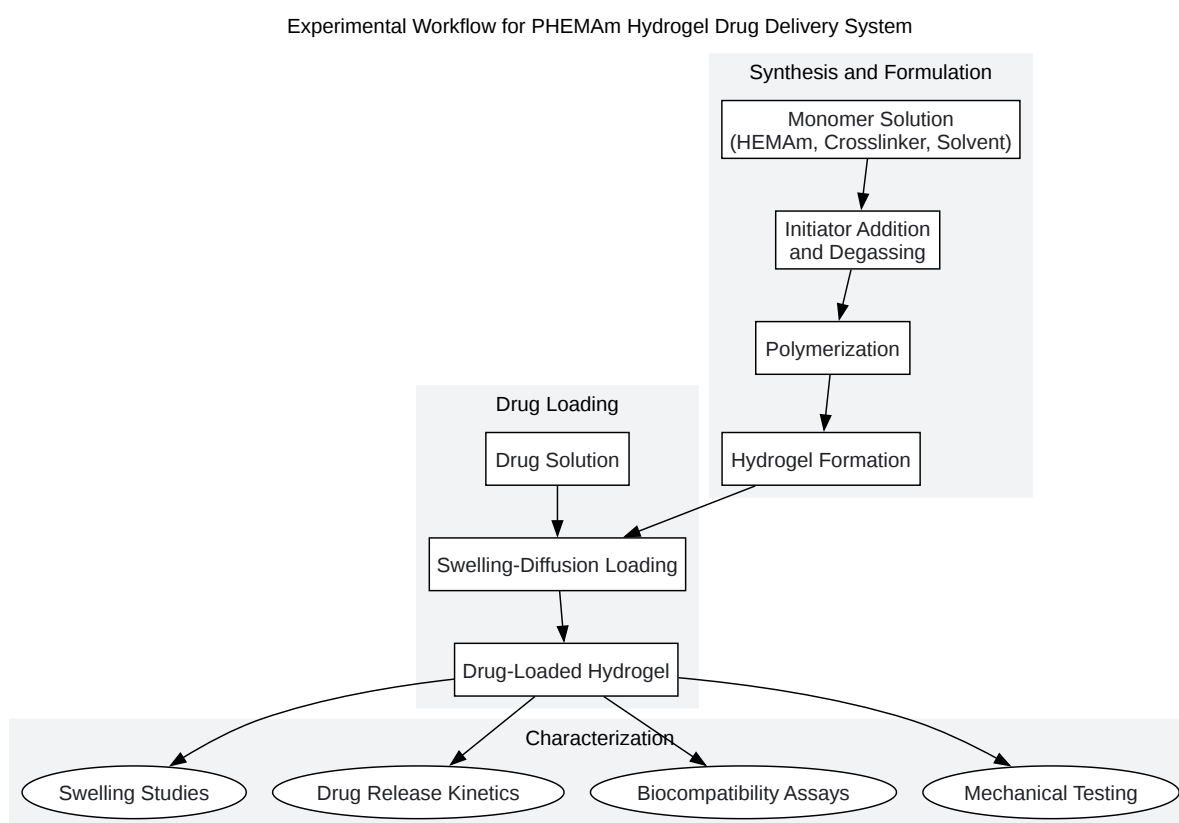 Experimental Workflow for PHEMAm Hydrogel Drug Delivery System
Synthesis and Formulation
Monomer Solution
(HEMAm, Crosslinker, Solvent)
Initiator Addition
and Degassing
Polymerization
Hydrogel Formation
Drug Loading
Drug Solution
Swelling-Diffusion Loading
Drug-Loaded Hydrogel
Characterization
Swelling Studies
Drug Release Kinetics
Biocompatibility Assays
Mechanical Testing